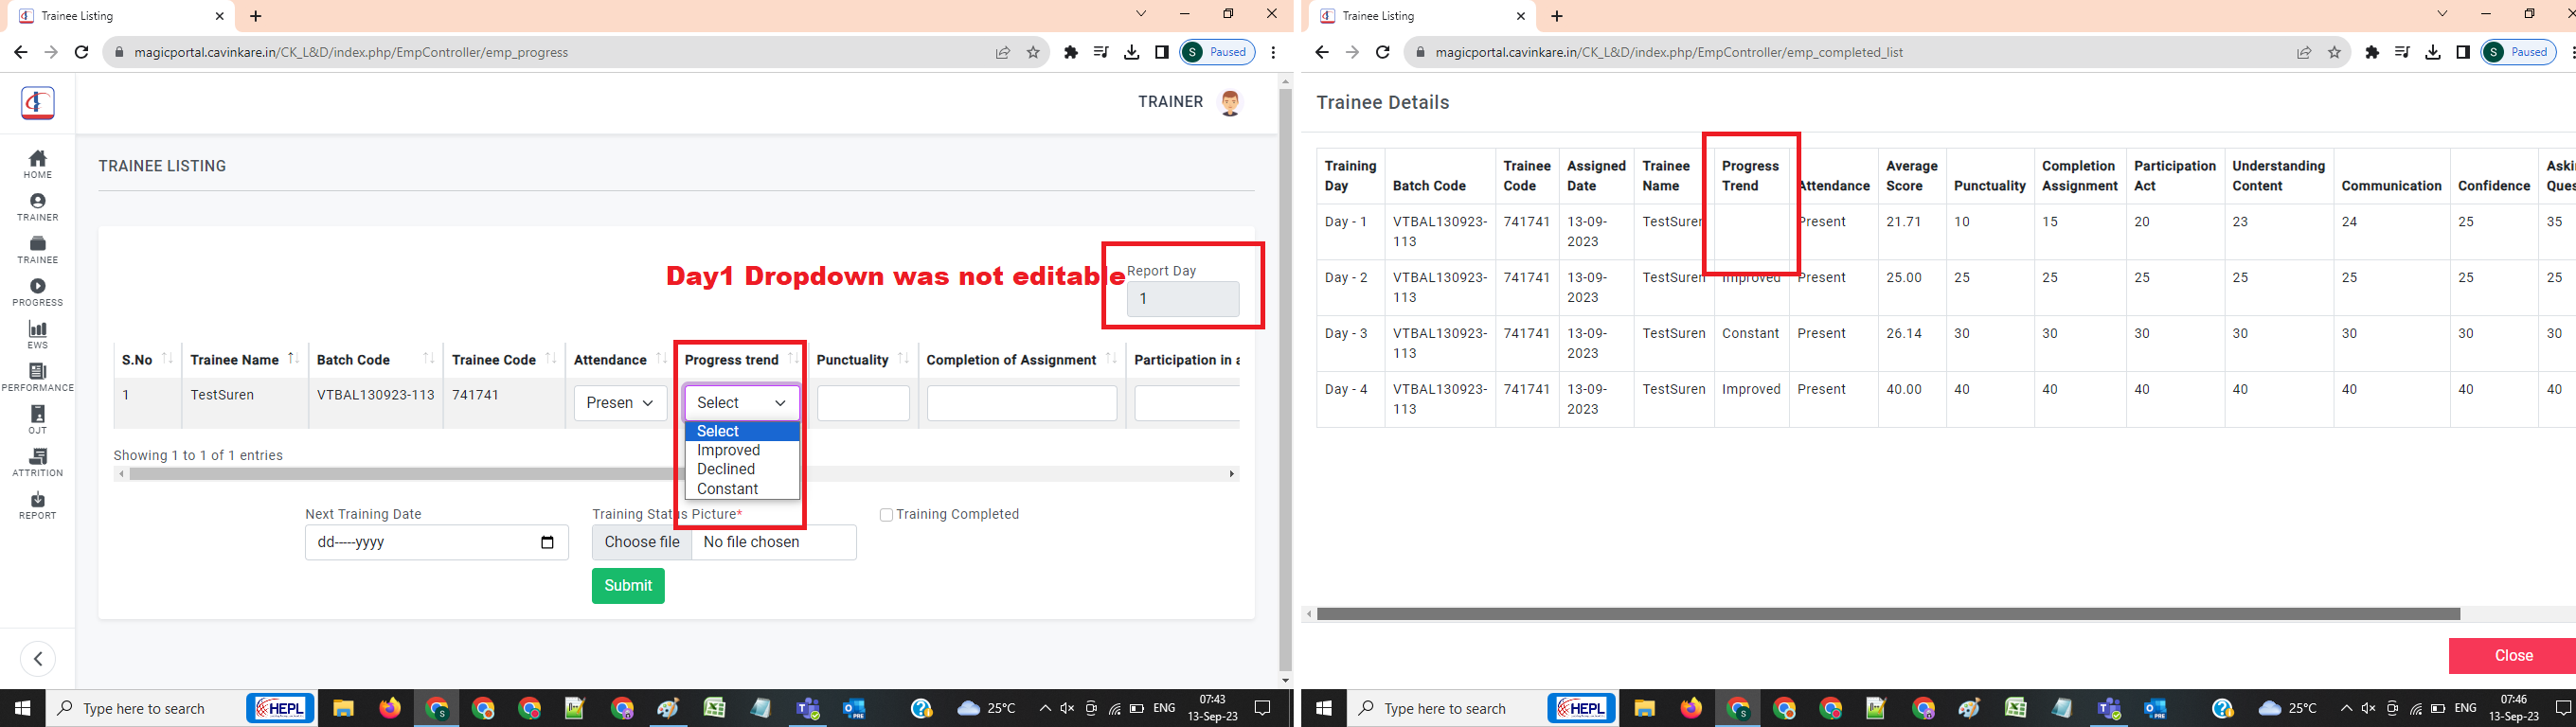 Trainee Listing
magicportal.cavinkare.in/CK_L&D/index.php/EmpController/emp_progress
S Paused
TRAINER
HOME
TRAINER
TRAINEE
PROGRESS
EWS
PERFORMANCE
OJT
ATTRITION
REPORT
TRAINEE LISTING
Day1 Dropdown was not editable
Report Day
1
S.No Trainee Name Batch Code Trainee Code Attendance Progress trend Punctuality Completion of Assignment Participation in a
1 TestSuren VTBAL130923-113 741741 Presen Select
Select
Improved
Declined
Constant
Showing 1 to 1 of 1 entries
Next Training Date
dd-----yyyy
Training Status Picture*
Choose file No file chosen
Training Completed
Submit
Type here to search
HEPL
25°C
ENG
07:43
13-Sep-23
Trainee Listing
magicportal.cavinkare.in/CK_L&D/index.php/EmpController/emp_completed_list
S Paused
Trainee Details
Training Day Batch Code Trainee Code Assigned Date Trainee Name Progress Trend Attendance Average Score Punctuality Completion Assignment Participation Act Understanding Content Communication Confidence Aski Ques
Day - 1 VTBAL130923-113 741741 13-09-2023 TestSuren Present 21.71 10 15 20 23 24 25 35
Day - 2 VTBAL130923-113 741741 13-09-2023 TestSuren Improved Present 25.00 25 25 25 25 25 25 25
Day - 3 VTBAL130923-113 741741 13-09-2023 TestSuren Constant Present 26.14 30 30 30 30 30 30 30
Day - 4 VTBAL130923-113 741741 13-09-2023 TestSuren Improved Present 40.00 40 40 40 40 40 40 40
Close
Type here to search
HEPL
25°C
ENG
07:46
13-Sep-23